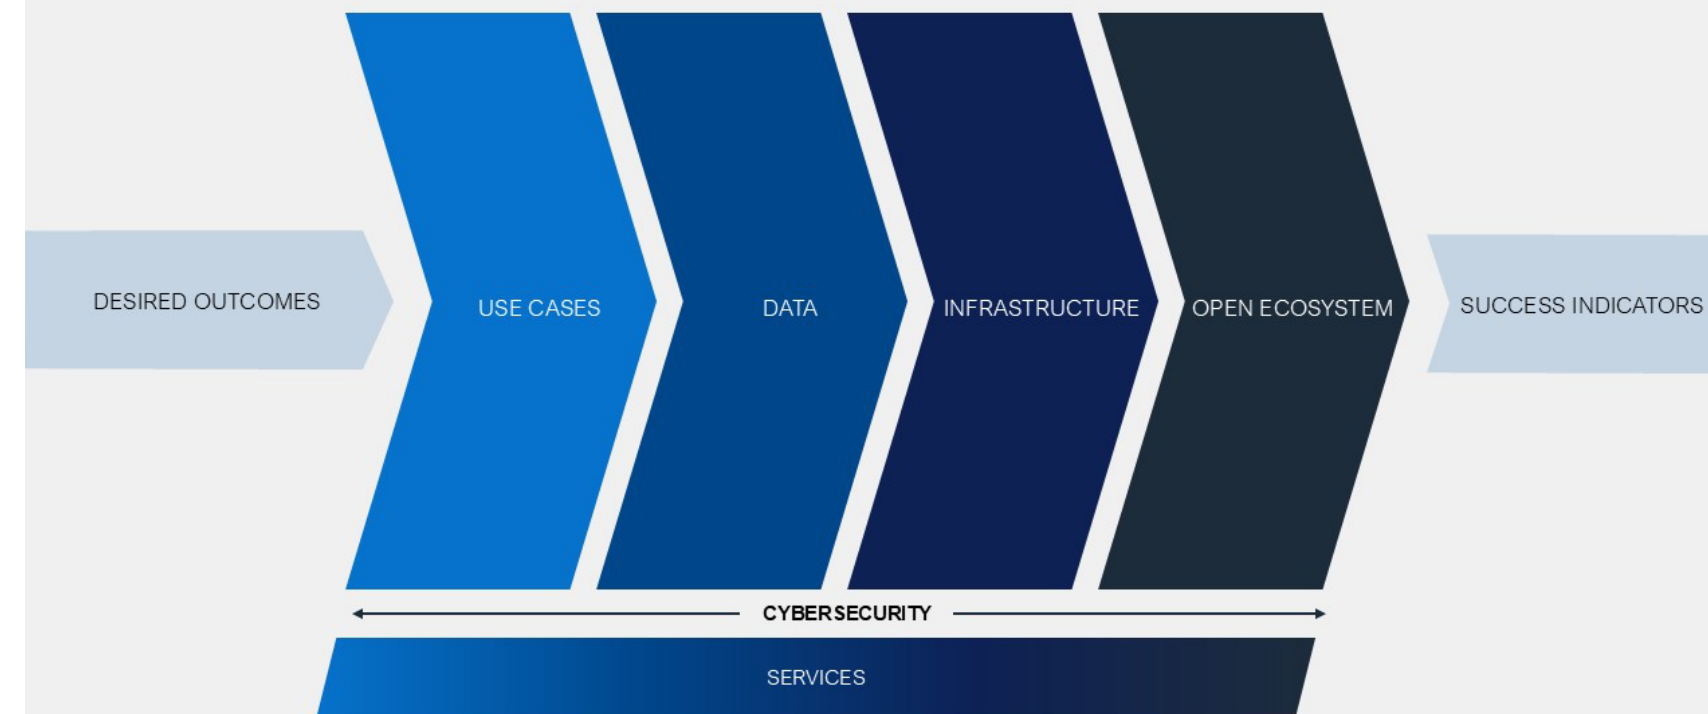 DESIRED OUTCOMES
USE CASES
DATA
INFRASTRUCTURE
OPEN ECOSYSTEM
SUCCESS INDICATORS
CYBERSECURITY
SERVICES